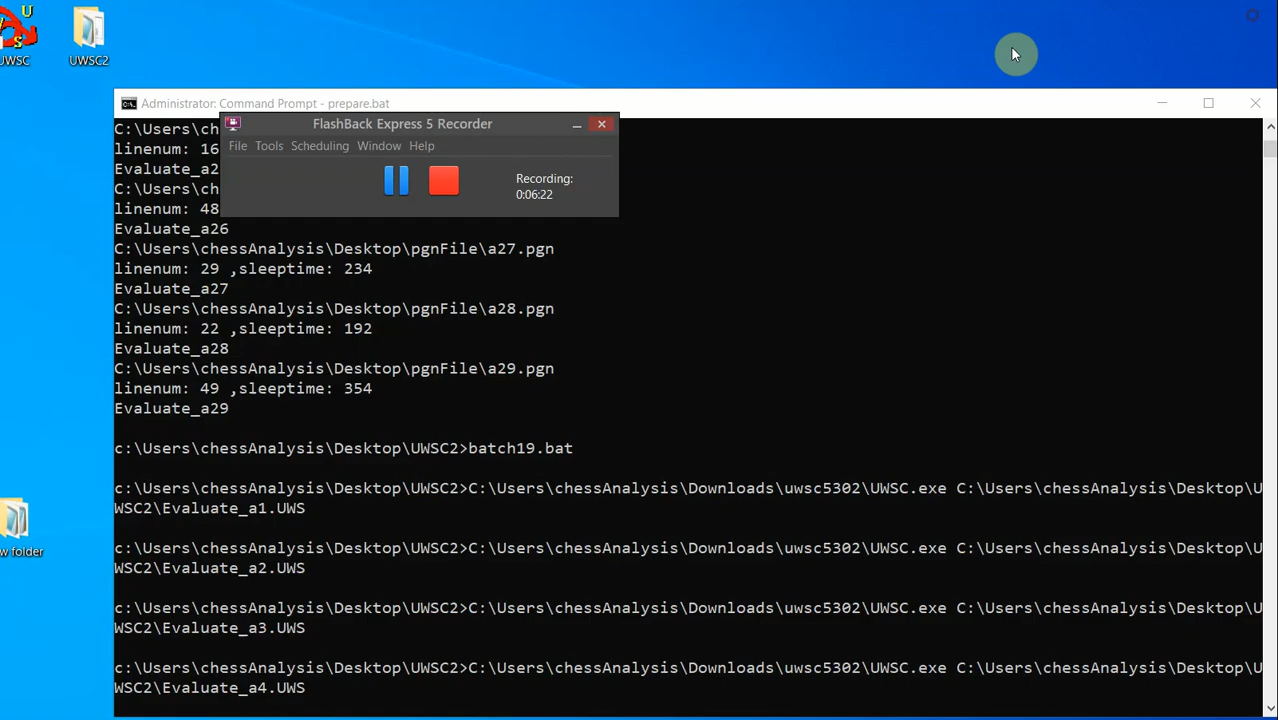 U
S
UWSC
UWSC2
Administrator: Command Prompt - prepare.bat
FlashBack Express 5 Recorder
File Tools Scheduling Window Help
Recording:
0:06:22
C:\Users\ch
linenum: 16
Evaluate_a2
C:\Users\ch
linenum: 48
Evaluate_a26
C:\Users\chessAnalysis\Desktop\pgnFile\a27.pgn
linenum: 29 ,sleeptime: 234
Evaluate_a27
C:\Users\chessAnalysis\Desktop\pgnFile\a28.pgn
linenum: 22 ,sleeptime: 192
Evaluate_a28
C:\Users\chessAnalysis\Desktop\pgnFile\a29.pgn
linenum: 49 ,sleeptime: 354
Evaluate_a29
c:\Users\chessAnalysis\Desktop\UWSC2>batch19.bat
c:\Users\chessAnalysis\Desktop\UWSC2>C:\Users\chessAnalysis\Downloads\uwsc5302\UWSC.exe C:\Users\chessAnalysis\Desktop\U
WSC2\Evaluate_a1.UWS
c:\Users\chessAnalysis\Desktop\UWSC2>C:\Users\chessAnalysis\Downloads\uwsc5302\UWSC.exe C:\Users\chessAnalysis\Desktop\U
WSC2\Evaluate_a2.UWS
c:\Users\chessAnalysis\Desktop\UWSC2>C:\Users\chessAnalysis\Downloads\uwsc5302\UWSC.exe C:\Users\chessAnalysis\Desktop\U
WSC2\Evaluate_a3.UWS
c:\Users\chessAnalysis\Desktop\UWSC2>C:\Users\chessAnalysis\Downloads\uwsc5302\UWSC.exe C:\Users\chessAnalysis\Desktop\U
WSC2\Evaluate_a4.UWS
w folder